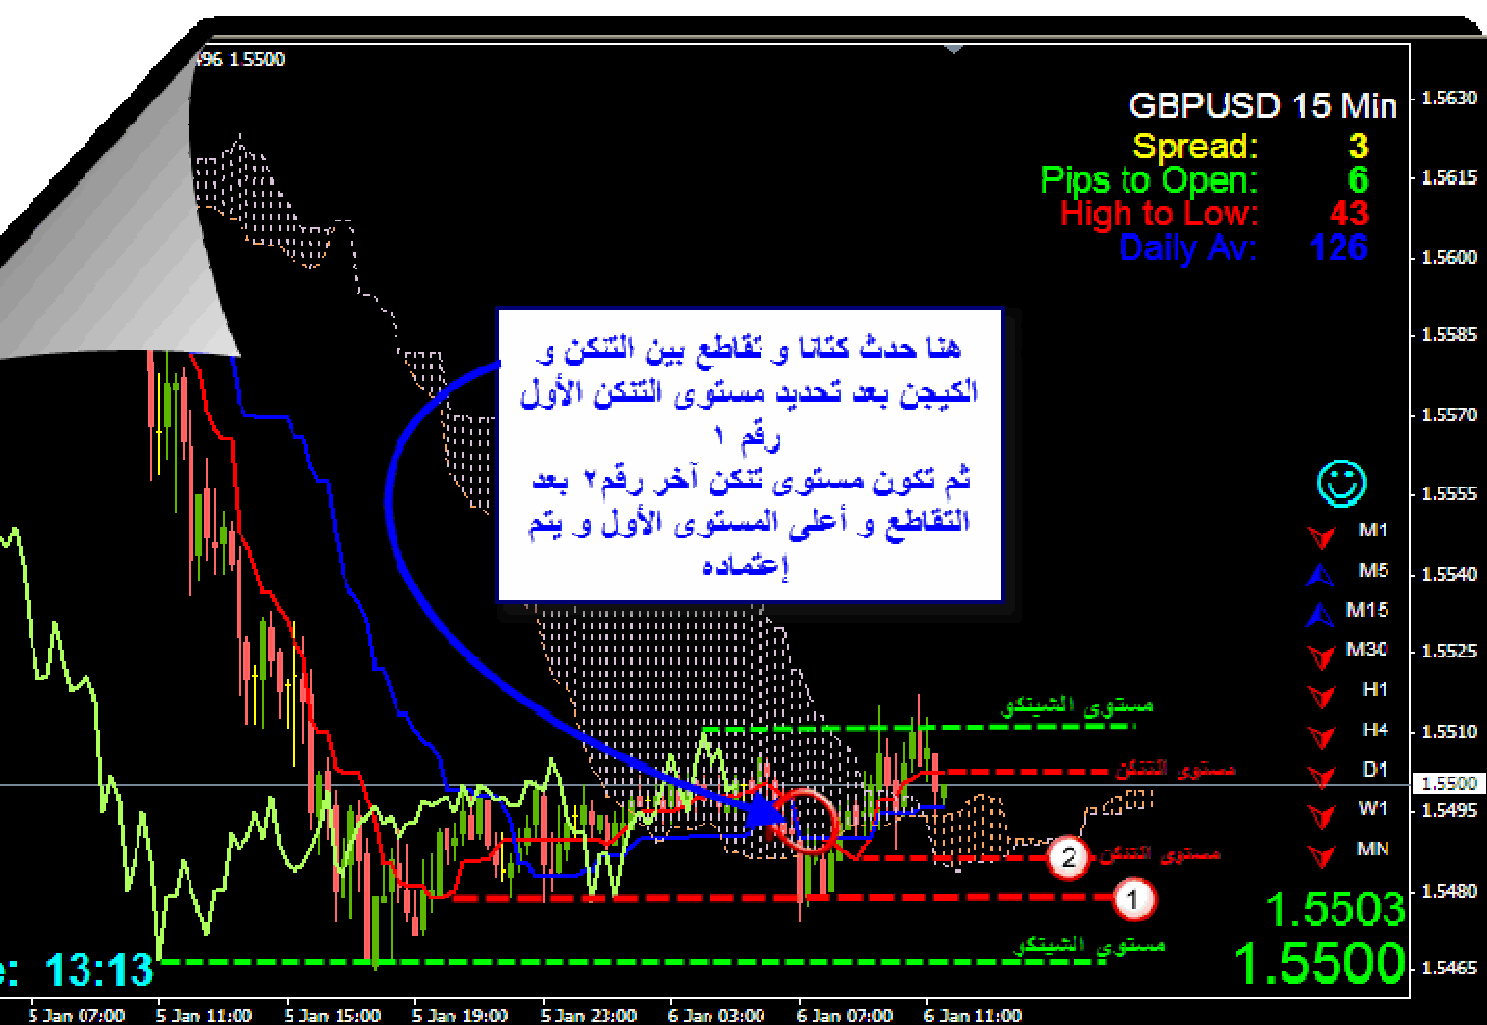 496 1.5500
GBPUSD 15 Min
Spread: 3
Pips to Open: 6
High to Low: 43
Daily Av: 126
هنا حدث كتانا و تقاطع بين التنكن و
الكيجن بعد تحديد مستوى التنكن الأول
رقم ١
ثم تكون مستوى تنكن آخر رقم٢ بعد
التقاطع و أعلى المستوى الأول و يتم
إعتماده
M1
M5
M15
M30
H1
H4
D1
W1
MN
مستوى الشينكو
مستوى التنكن
2 مستوى التنكن
1
مستوى الشينكو
1.5503
1.5500
e: 13:13
1.5630
1.5615
1.5600
1.5585
1.5570
1.5555
1.5540
1.5525
1.5510
1.5500
1.5495
1.5480
1.5465
5 Jan 07:00 5 Jan 11:00 5 Jan 15:00 5 Jan 19:00 5 Jan 23:00 6 Jan 03:00 6 Jan 07:00 6 Jan 11:00